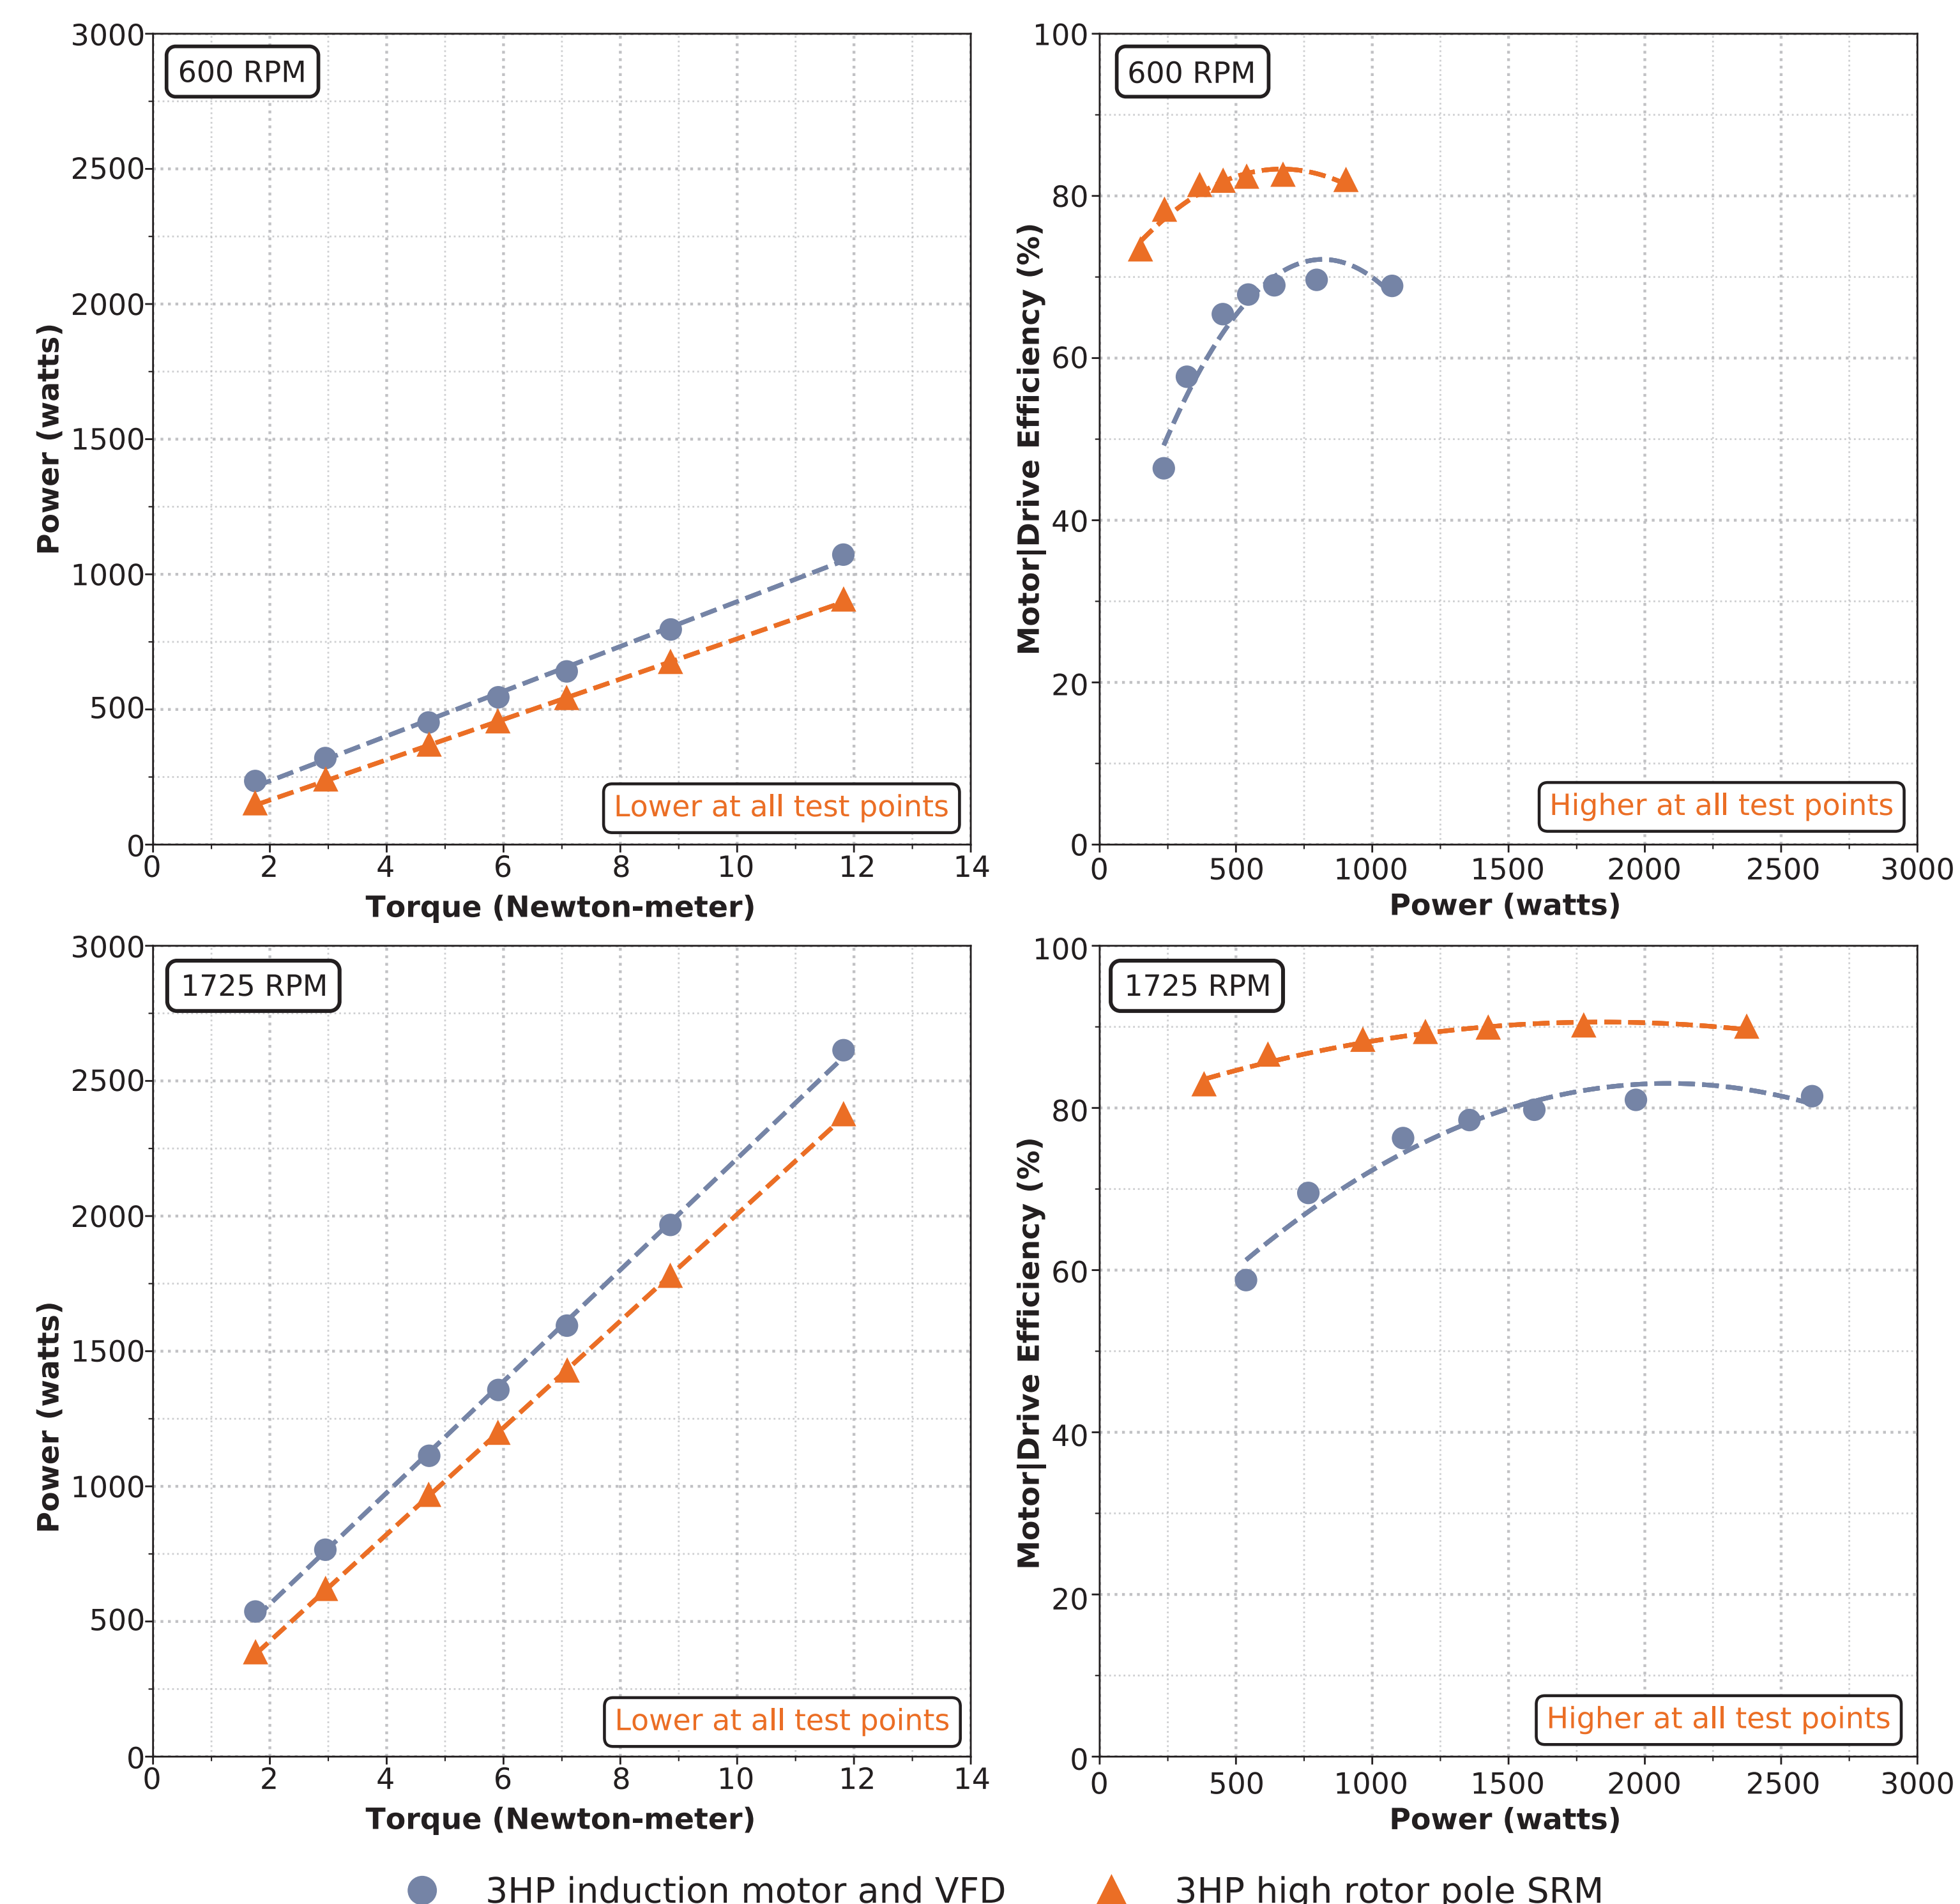 3000
2500
2000
1500
1000
500
0
Power (watts)
600 RPM
Lower at all test points
0 2 4 6 8 10 12 14
Torque (Newton-meter)
100
80
60
40
20
0
Motor|Drive Efficiency (%)
600 RPM
Higher at all test points
0 500 1000 1500 2000 2500 3000
Power (watts)
3000
2500
2000
1500
1000
500
0
Power (watts)
1725 RPM
Lower at all test points
0 2 4 6 8 10 12 14
Torque (Newton-meter)
100
80
60
40
20
0
Motor|Drive Efficiency (%)
1725 RPM
Higher at all test points
0 500 1000 1500 2000 2500 3000
Power (watts)
3HP induction motor and VFD
3HP high rotor pole SRM